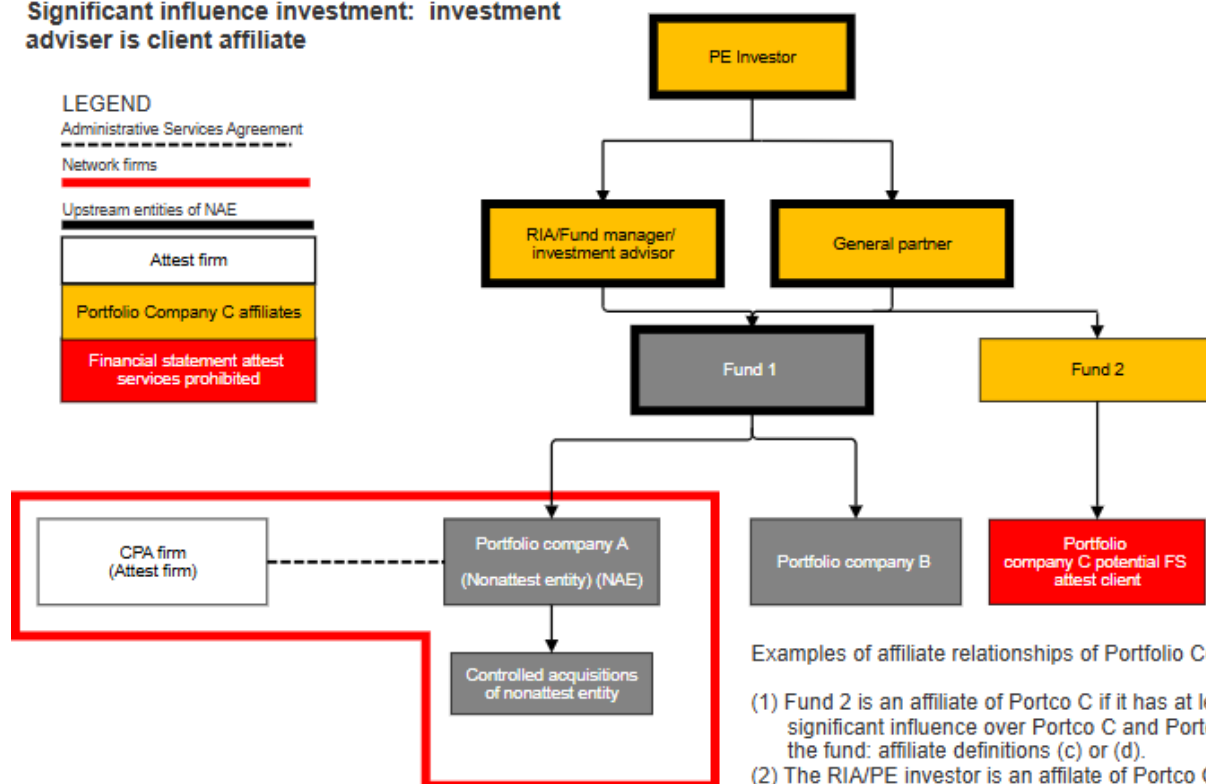 Significant influence investment: investment
adviser is client affiliate
LEGEND
Administrative Services Agreement
Network firms
Upstream entities of NAE
Attest firm
Portfolio Company C affiliates
Financial statement attest
services prohibited
PE Investor
RIA/Fund manager/
investment advisor
General partner
Fund 1
Fund 2
CPA firm
(Attest firm)
Portfolio company A
(Nonattest entity) (NAE)
Portfolio company B
Portfolio
company C potential FS
attest client
Controlled acquisitions
of nonattest entity
Examples of affiliate relationships of Portfolio
(1) Fund 2 is an affiliate of Portco C if it has at
significant influence over Portco C and
the fund: affiliate definitions (c) or (d).
(2) The RIA/PE investor is an affilate of Portco